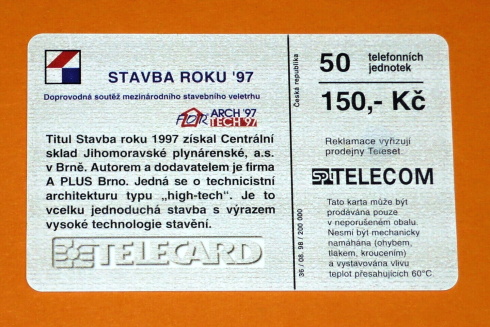 STAVBA ROKU '97
Doprovodná soutěž mezinárodního stavebního veletrhu
FOR ARCH '97
TECH '97
Titul Stavba roku 1997 získal Centrální
sklad Jihomoravské plynárenské, a.s.
v Brně. Autorem a dodavatelem je firma
A PLUS Brno. Jedná se o technicistní
architekturu typu „high-tech". Je to
vcelku jednoduchá stavba s výrazem
vysoké technologie stavění.
TELECARD
Česká republika
36 / 08. 98 / 200 000
50 telefonních
jednotek
150,- Kč
Reklamace vyřizují
prodejny Teleset.
SPT TELECOM
Tato karta může být
prodávána pouze
v neporušeném obalu.
Nesmí být mechanicky
namáhána (ohybem,
tlakem, kroucením)
a vystavována vlivu
teplot přesahujících 60°C.